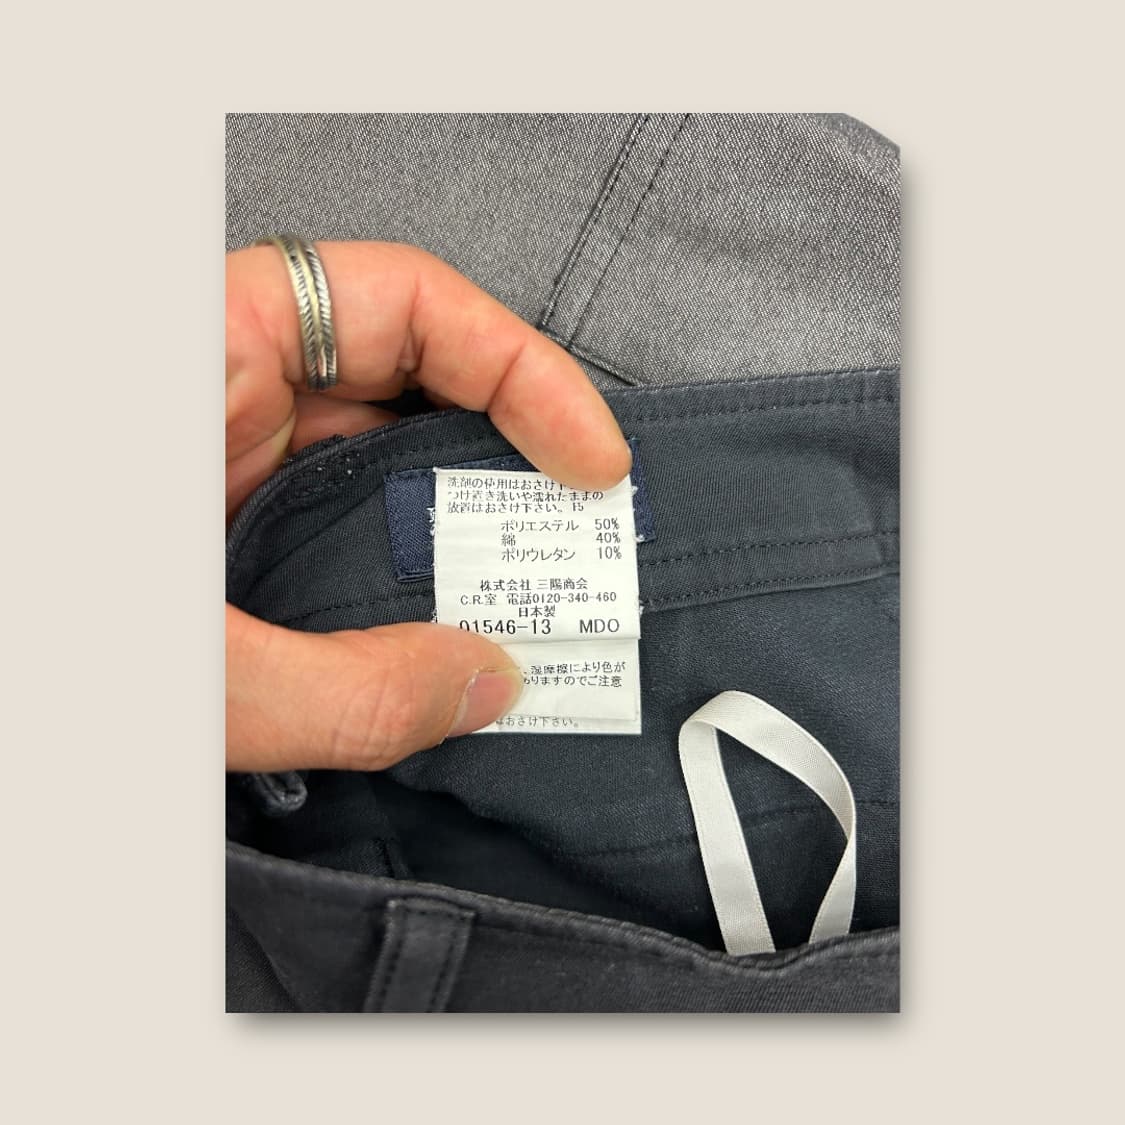 洗剤の使用はおさけ下
つけ置き洗いや濡れたままの
放置はおさけ下さい。15
ポリエステル 50%
綿 40%
ポリウレタン 10%
株式会社 三陽商会
C.R.室 電話0120-340-460
日本製
01546-13 MDO
、湿摩擦により色が
ありますのでご注意
はおさけ下さい。